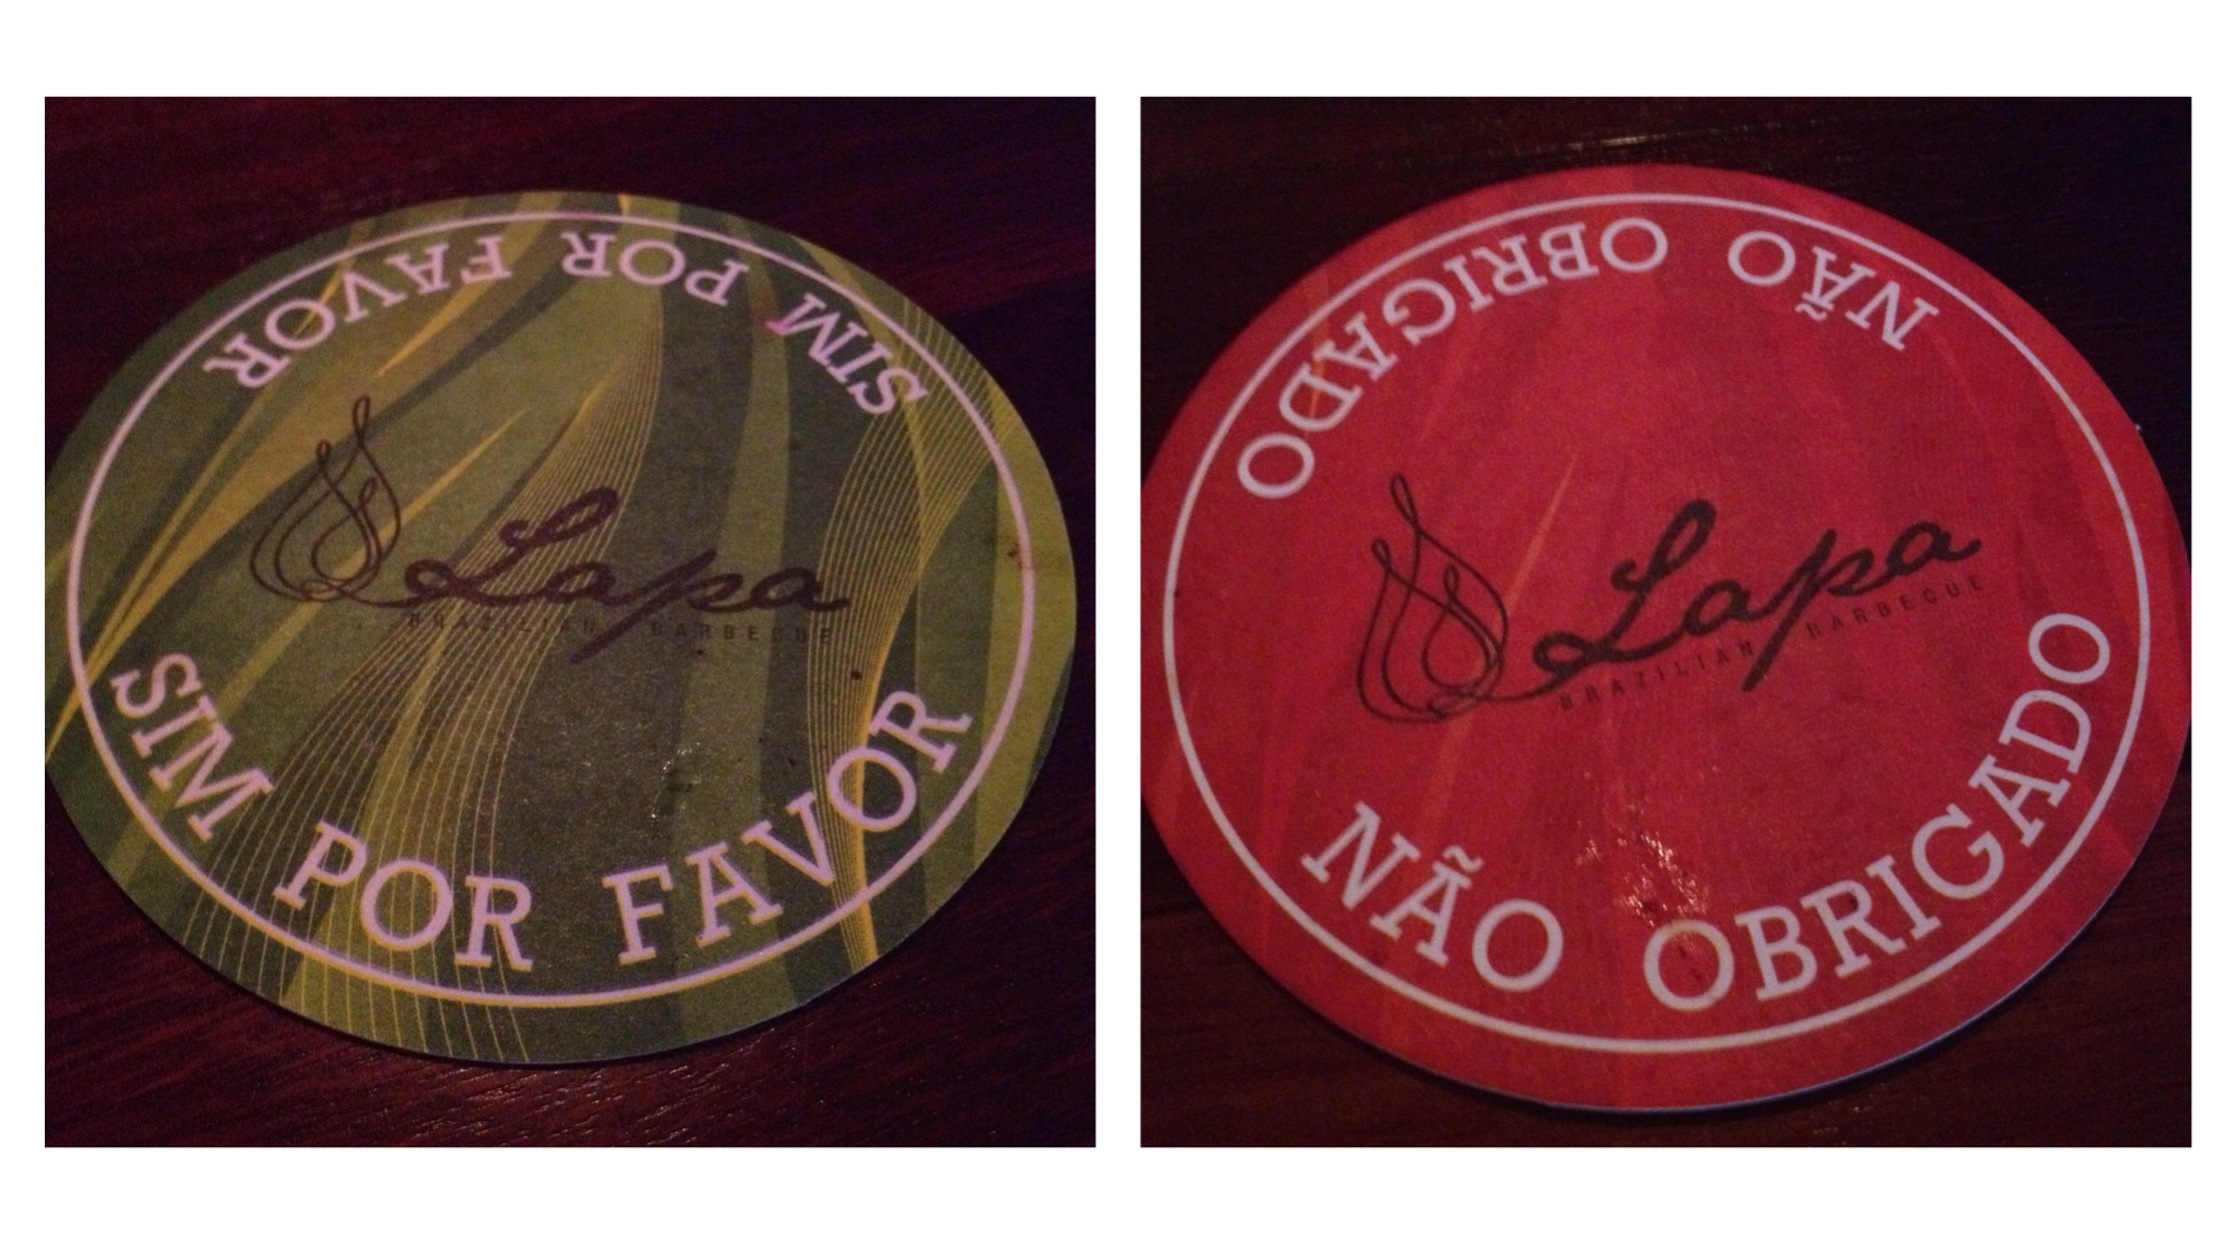 SIM POR FAVOR
Lapa
BRAZILIAN BARBECUE
SIM POR FAVOR
NÃO OBRIGADO
Lapa
BRAZILIAN BARBECUE
NÃO OBRIGADO